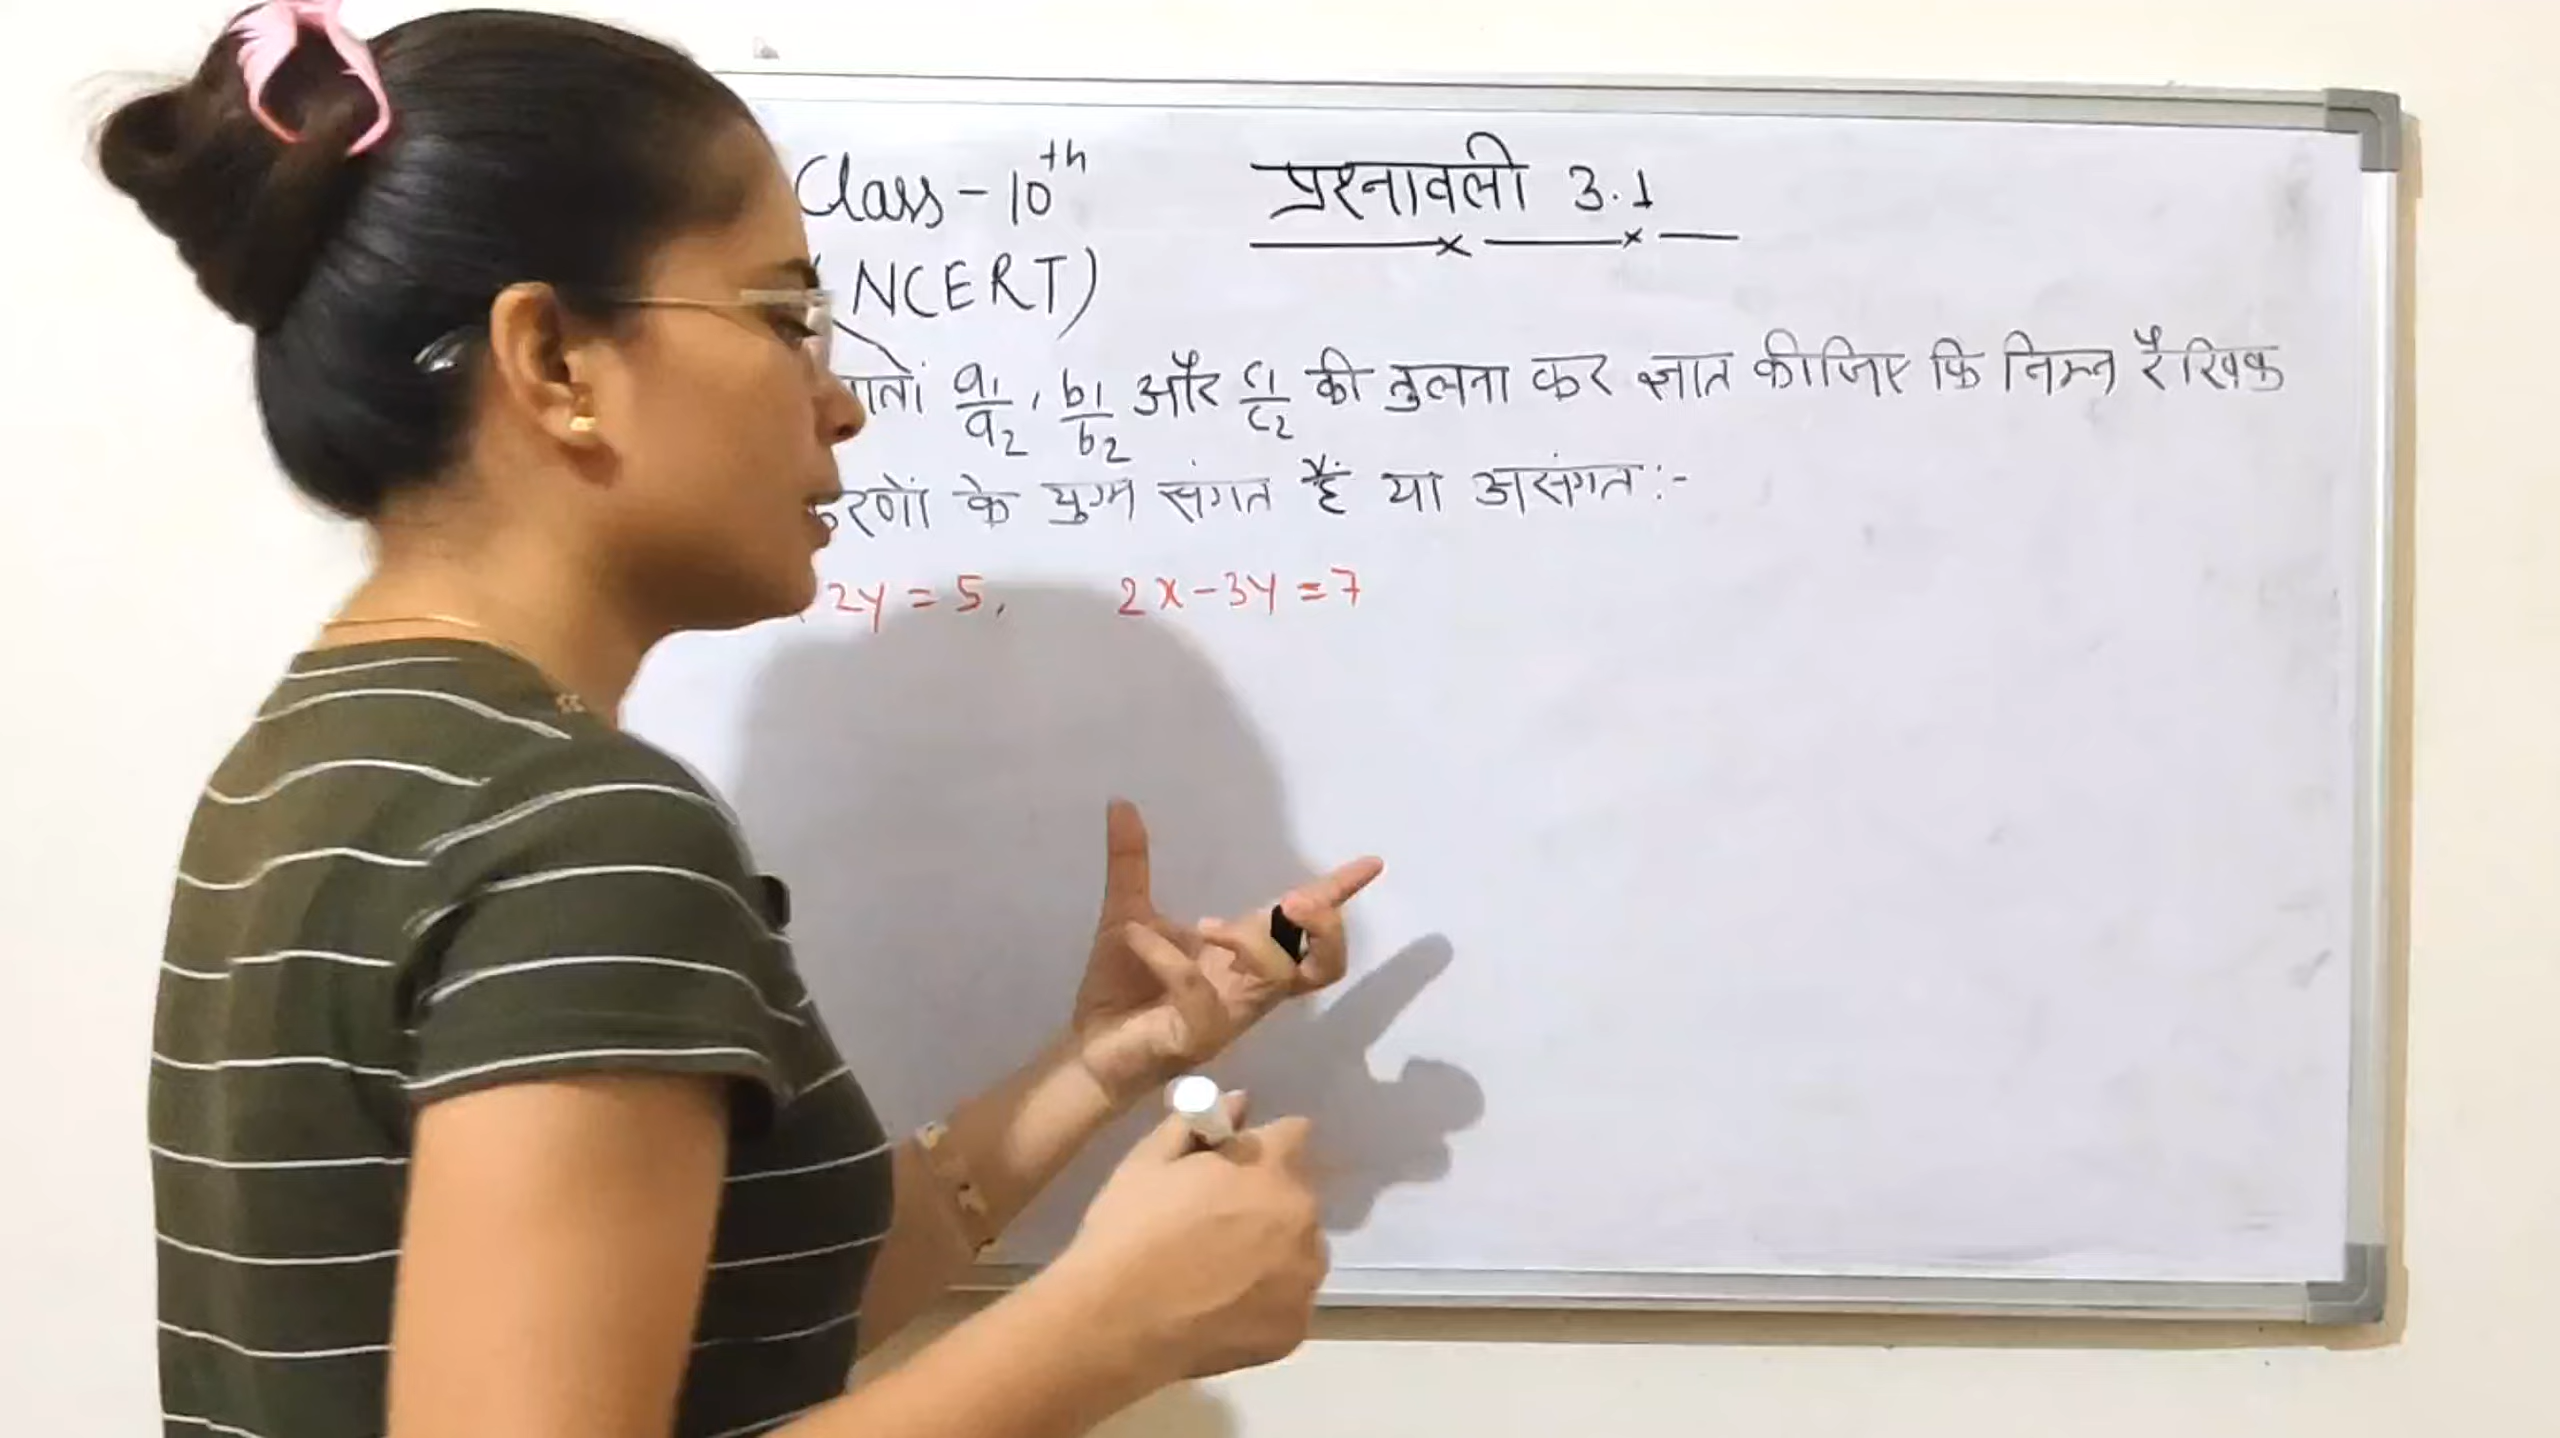 Class - 10th
प्रश्नावली 3.1
(NCERT)
a₁/a₂, b₁/b₂ और c₁/c₂ की तुलना कर ज्ञात कीजिए कि निम्न रैखिक
के युग्म संगत हैं या असंगत :-
2y = 5, 2x - 3y = 7